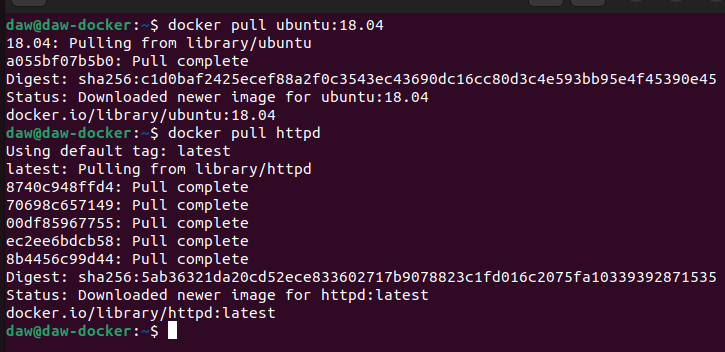 daw@daw-docker:~$ docker pull ubuntu:18.04
18.04: Pulling from library/ubuntu
a055bf07b5b0: Pull complete
Digest: sha256:c1d0baf2425ecef88a2f0c3543ec43690dc16cc80d3c4e593bb95e4f45390e45
Status: Downloaded newer image for ubuntu:18.04
docker.io/library/ubuntu:18.04
daw@daw-docker:~$ docker pull httpd
Using default tag: latest
latest: Pulling from library/httpd
8740c948ffd4: Pull complete
70698c657149: Pull complete
00df85967755: Pull complete
ec2ee6bdcb58: Pull complete
8b4456c99d44: Pull complete
Digest: sha256:5ab36321da20cd52ece833602717b9078823c1fd016c2075fa10339392871535
Status: Downloaded newer image for httpd:latest
docker.io/library/httpd:latest
daw@daw-docker:~$